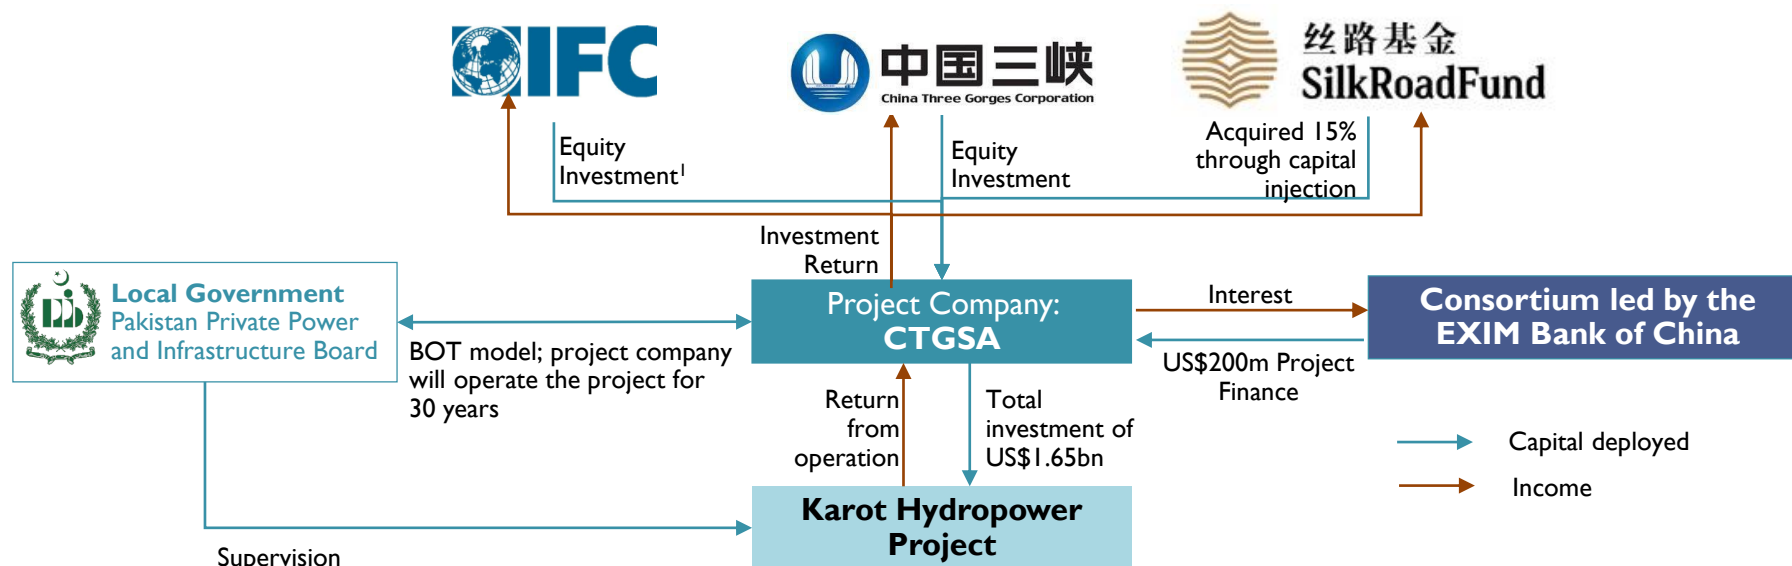 IFC
中国三峡
China Three Gorges Corporation
丝路基金
SilkRoadFund
Equity
Investment¹
Equity
Investment
Acquired 15%
through capital
injection
Investment
Return
Local Government
Pakistan Private Power
and Infrastructure Board
BOT model; project company
will operate the project for
30 years
Project Company:
CTGSA
Interest
US$200m Project
Finance
Consortium led by the
EXIM Bank of China
Return
from
operation
Total
investment of
US$1.65bn
Capital deployed
Income
Karot Hydropower
Project
Supervision